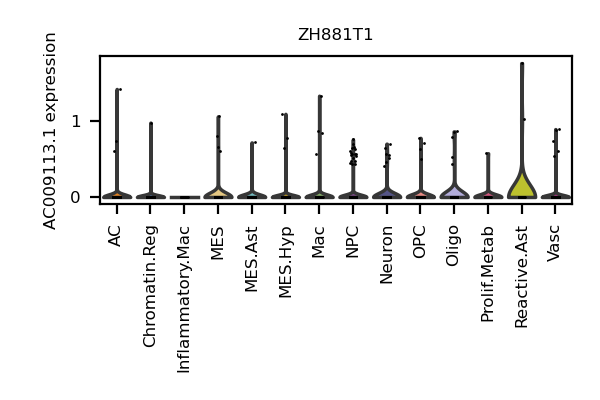 ZH881T1
AC009113.1 expression
1
0
AC
Chromatin.Reg
Inflammatory.Mac
MES
MES.Ast
MES.Hyp
Mac
NPC
Neuron
OPC
Oligo
Prolif.Metab
Reactive.Ast
Vasc